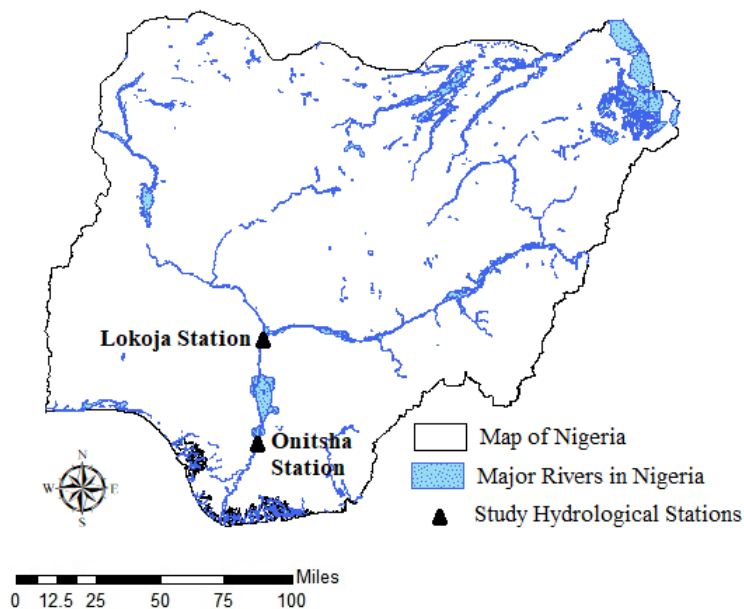 Lokoja Station
Onitsha
Station
Map of Nigeria
Major Rivers in Nigeria
Study Hydrological Stations
N
W E
S
Miles
0 12.5 25 50 75 100